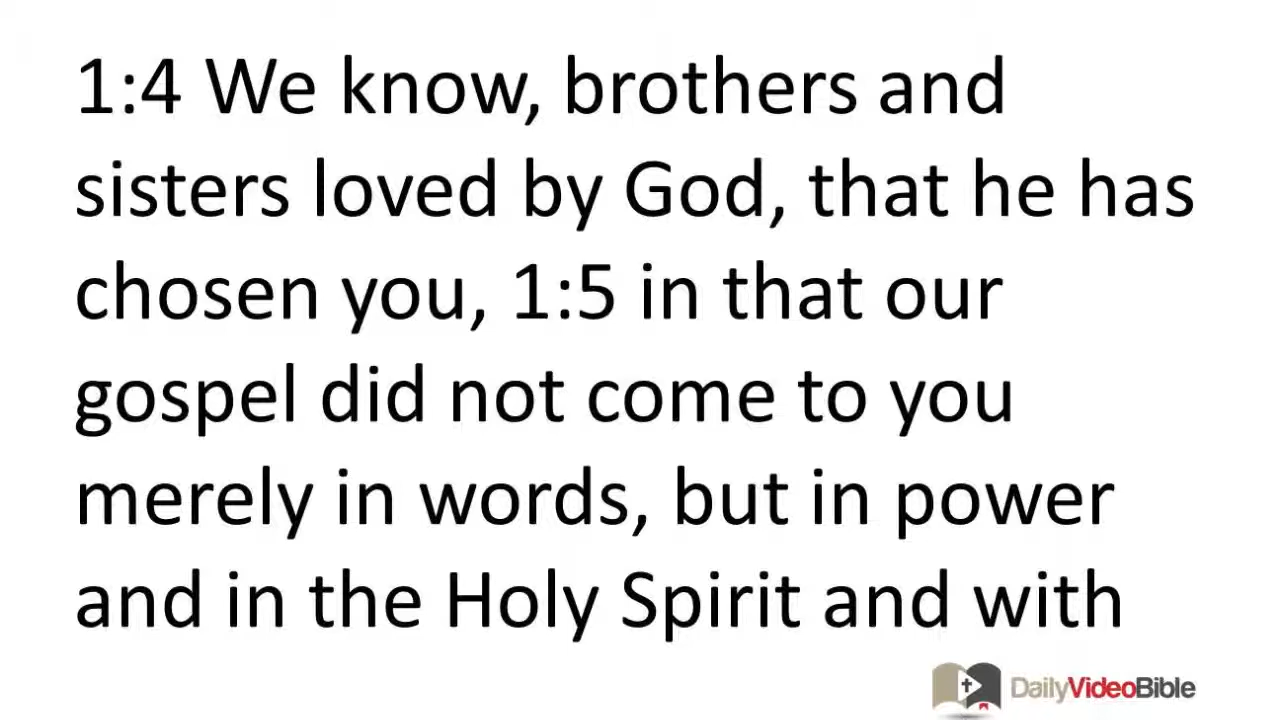 1:4 We know, brothers and
sisters loved by God, that he has
chosen you, 1:5 in that our
gospel did not come to you
merely in words, but in power
and in the Holy Spirit and with
DailyVideoBible